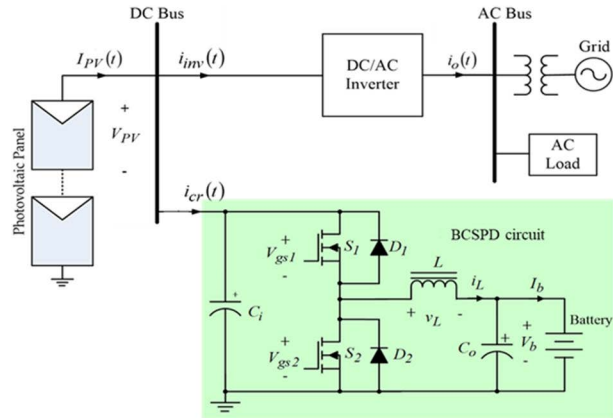 DC Bus
AC Bus
I_PV(t)
i_inv(t)
DC/AC
Inverter
i_o(t)
Grid
+
V_PV
-
Photovoltaic Panel
AC
Load
i_cr(t)
BCSPD circuit
+
V_gs1
-
S_1
D_1
L
i_L
I_b
+
C_i
+
v_L
-
Battery
+
V_gs2
-
S_2
D_2
C_o
+
+
V_b
-